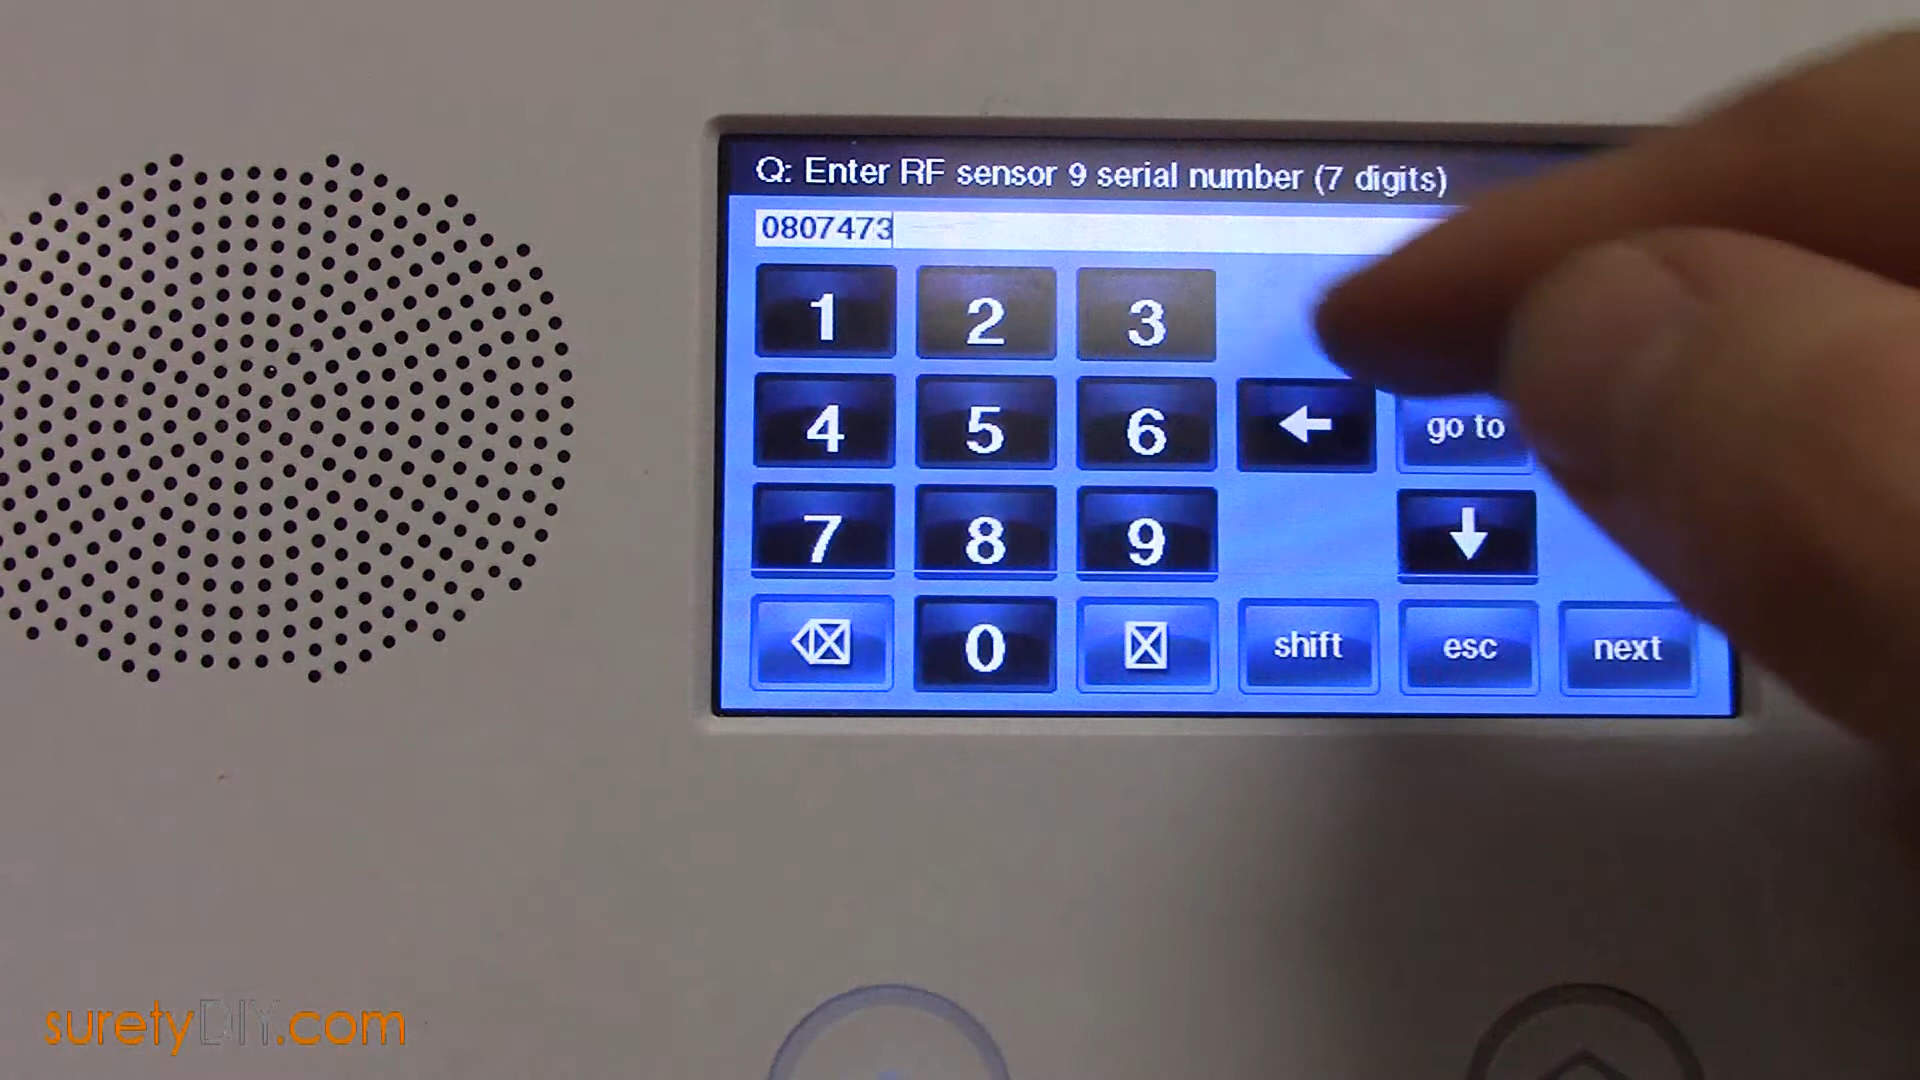 Q: Enter RF sensor 9 serial number (7 digits)
0807473
1 2 3
4 5 6 go to
7 8 9
0 shift esc next
suretyDIY.com